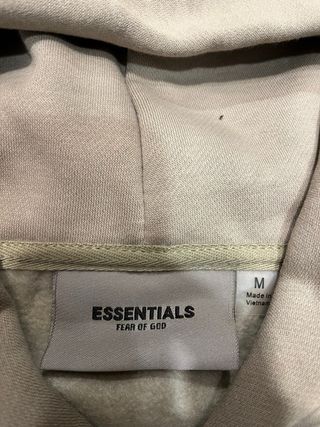 ESSENTIALS
FEAR OF GOD
M
Made in
Vietnam